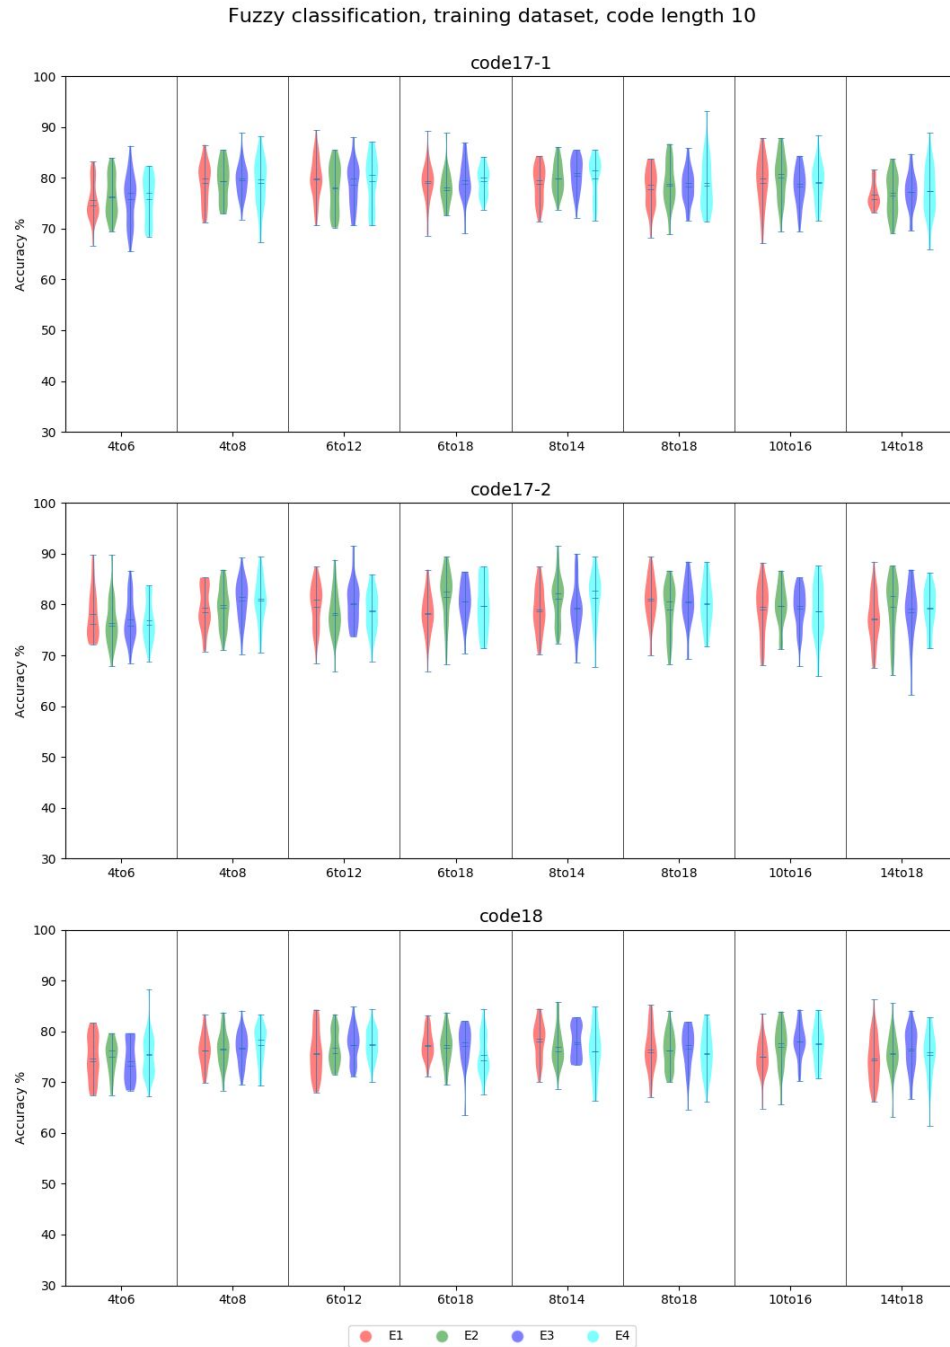 Fuzzy classification, training dataset, code length 10
code17-1
100
90
80
70
60
50
40
30
Accuracy %
4to6 4to8 6to12 6to18 8to14 8to18 10to16 14to18
code17-2
100
90
80
70
60
50
40
30
Accuracy %
4to6 4to8 6to12 6to18 8to14 8to18 10to16 14to18
code18
100
90
80
70
60
50
40
30
Accuracy %
4to6 4to8 6to12 6to18 8to14 8to18 10to16 14to18
E1 E2 E3 E4